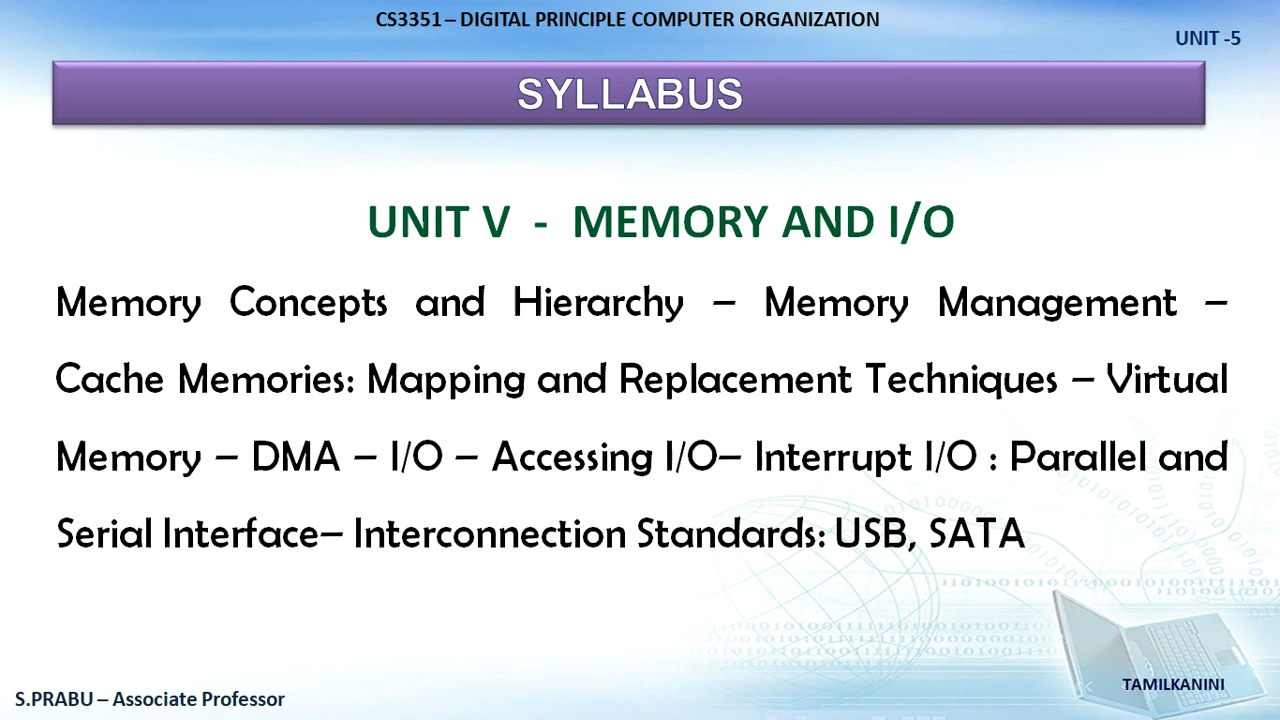 CS3351 – DIGITAL PRINCIPLE COMPUTER ORGANIZATION
UNIT -5
SYLLABUS
UNIT V - MEMORY AND I/O
Memory Concepts and Hierarchy – Memory Management –
Cache Memories: Mapping and Replacement Techniques – Virtual
Memory – DMA – I/O – Accessing I/O– Interrupt I/O : Parallel and
Serial Interface– Interconnection Standards: USB, SATA
S.PRABU – Associate Professor
TAMILKANINI